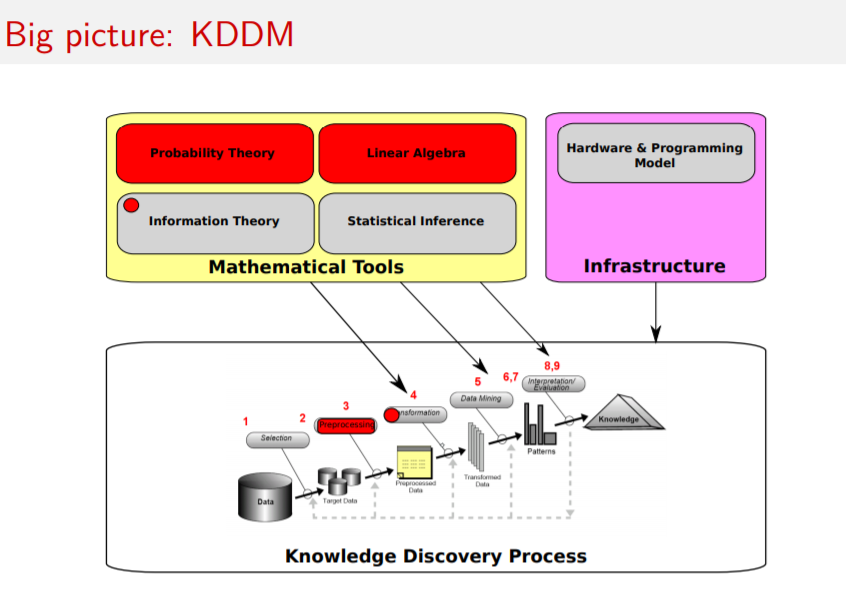 Big picture: KDDM
Probability Theory
Linear Algebra
Hardware & Programming
Model
Information Theory
Statistical Inference
Mathematical Tools
Infrastructure
8,9
6,7
5
Interpretation/
Evaluation
4
Data Mining
3
nsformation
2
1
Preprocessing
Knowledge
Selection
Patterns
Transformed
Data
Preprocessed
Data
Data
Target Data
Knowledge Discovery Process